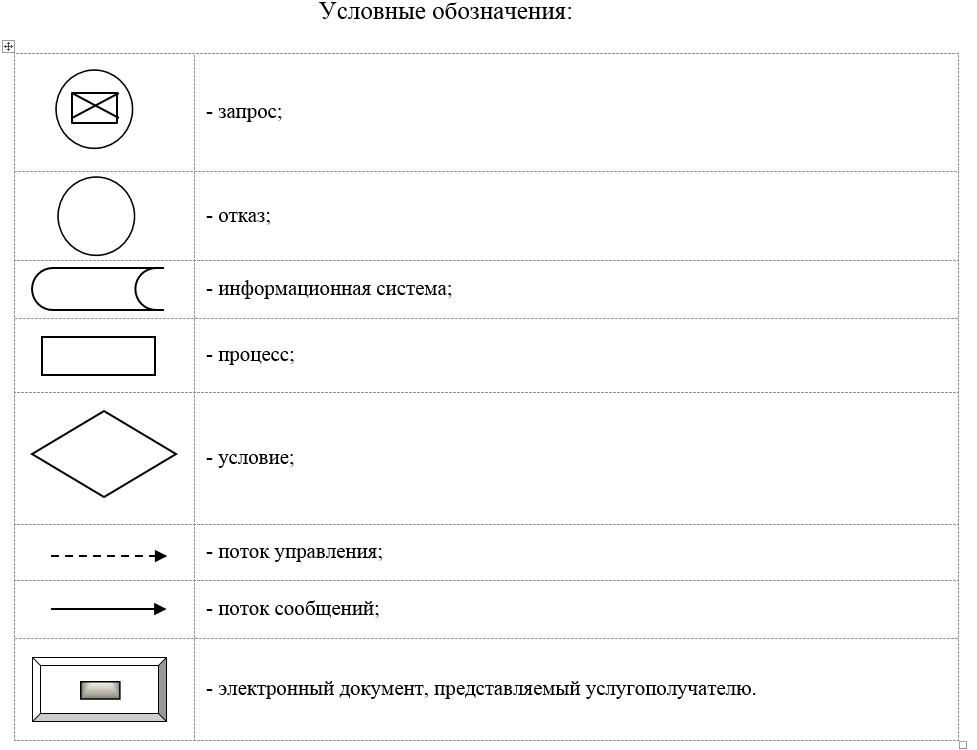 Условные обозначения:
- запрос;
- отказ;
- информационная система;
- процесс;
- условие;
- поток управления;
- поток сообщений;
- электронный документ, представляемый услугополучателю.